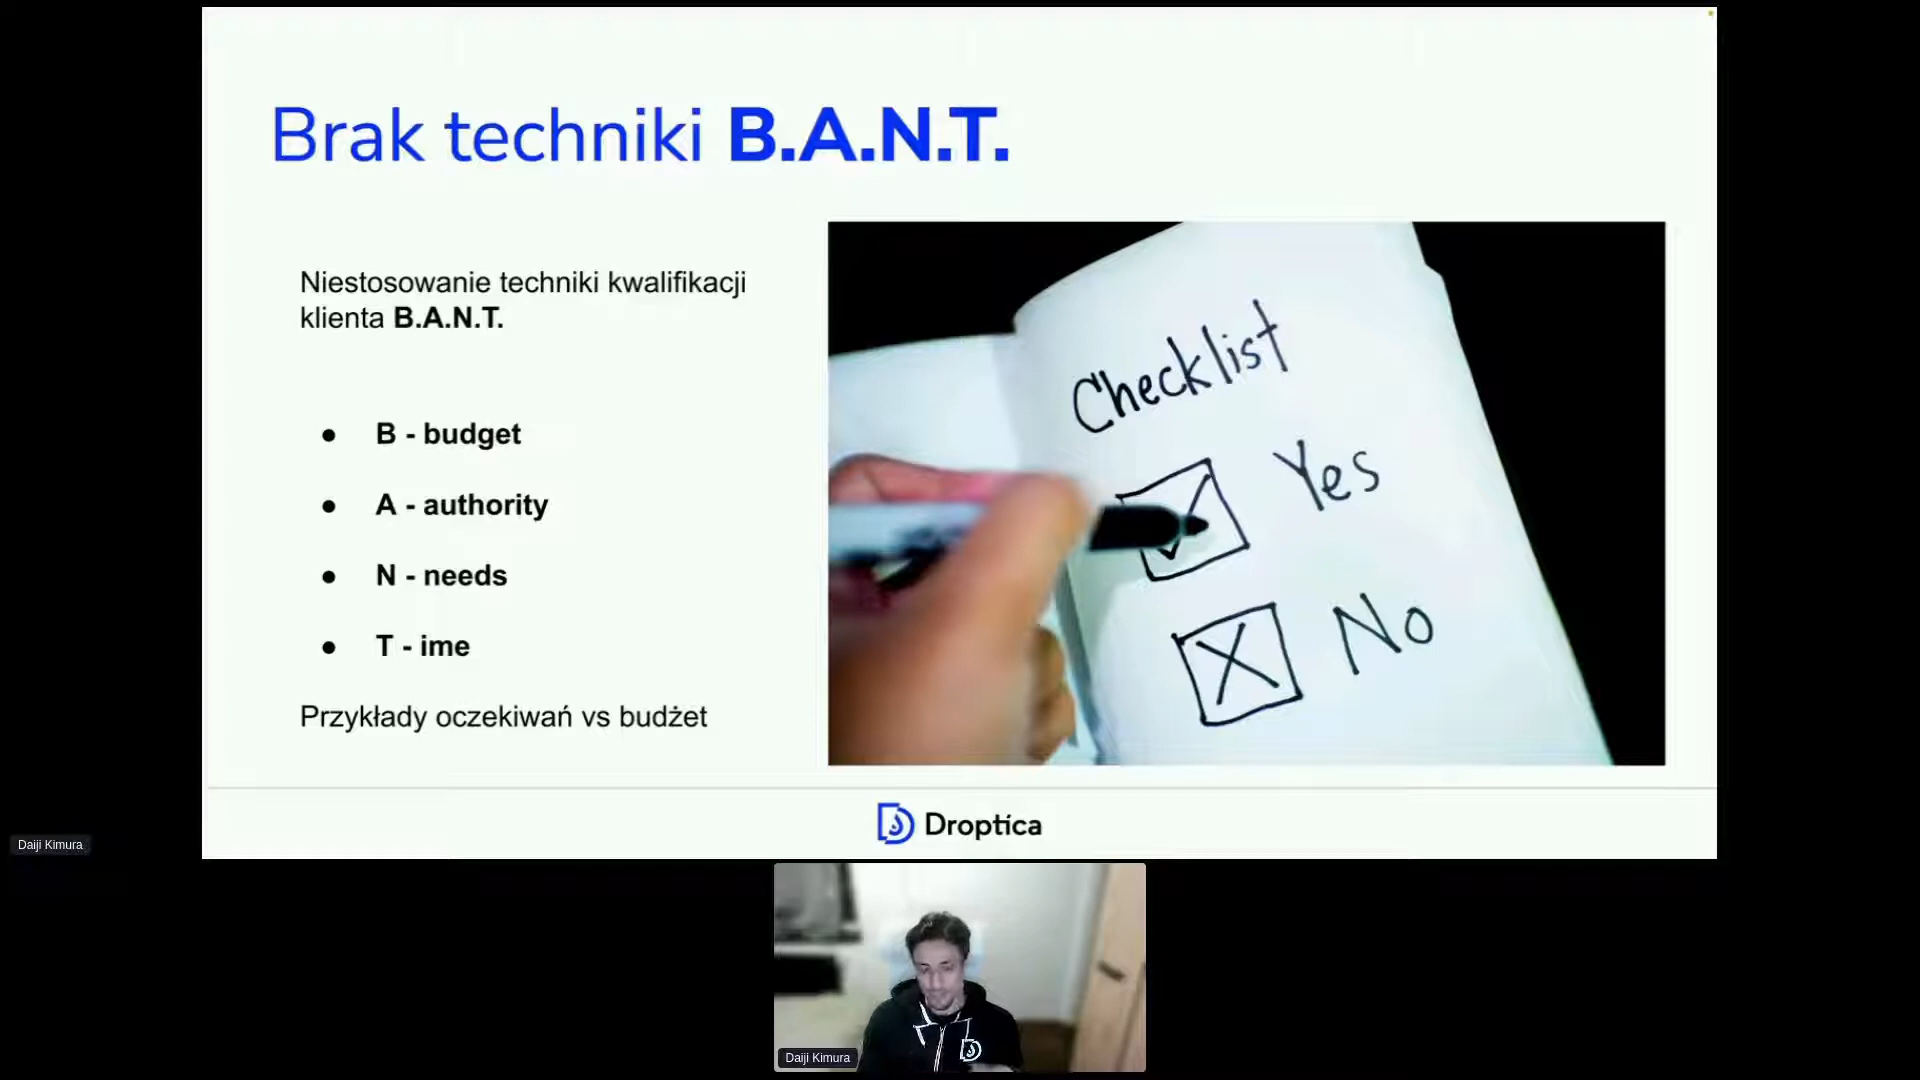 Brak techniki B.A.N.T.
Niestosowanie techniki kwalifikacji
klienta B.A.N.T.
● B - budget
● A - authority
● N - needs
● T - ime
Przykłady oczekiwań vs budżet
Checklist
Yes
No
Droptica
Daiji Kimura
Daiji Kimura